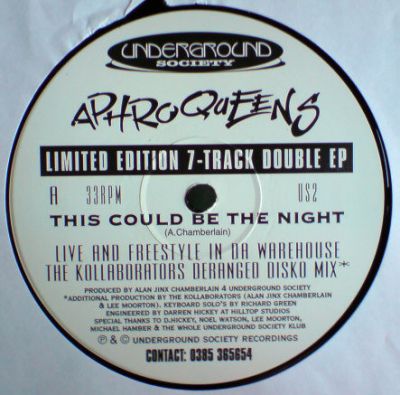 UNDERGROUND
SOCIETY
APHROQUEENS
LIMITED EDITION 7-TRACK DOUBLE EP
A 33RPM US2
THIS COULD BE THE NIGHT
(A.Chamberlain)
LIVE AND FREESTYLE IN DA WAREHOUSE
THE KOLLABORATORS DERANGED DISKO MIX*
PRODUCED BY ALAN JINX CHAMBERLAIN 4 UNDERGROUND SOCIETY
*ADDITIONAL PRODUCTION BY THE KOLLABORATORS (ALAN JINX CHAMBERLAIN
& LEE MOORTON). KEYBOARD SOLO'S BY RICHARD GREEN
ENGINEERED BY DARREN HICKEY AT HILLTOP STUDIOS
SPECIAL THANKS TO D.HICKEY, NOEL WATSON, LEE MOORTON,
MICHAEL HAMBER & THE WHOLE UNDERGROUND SOCIETY KLUB
℗ & © UNDERGROUND SOCIETY RECORDINGS
CONTACT: 0385 365654